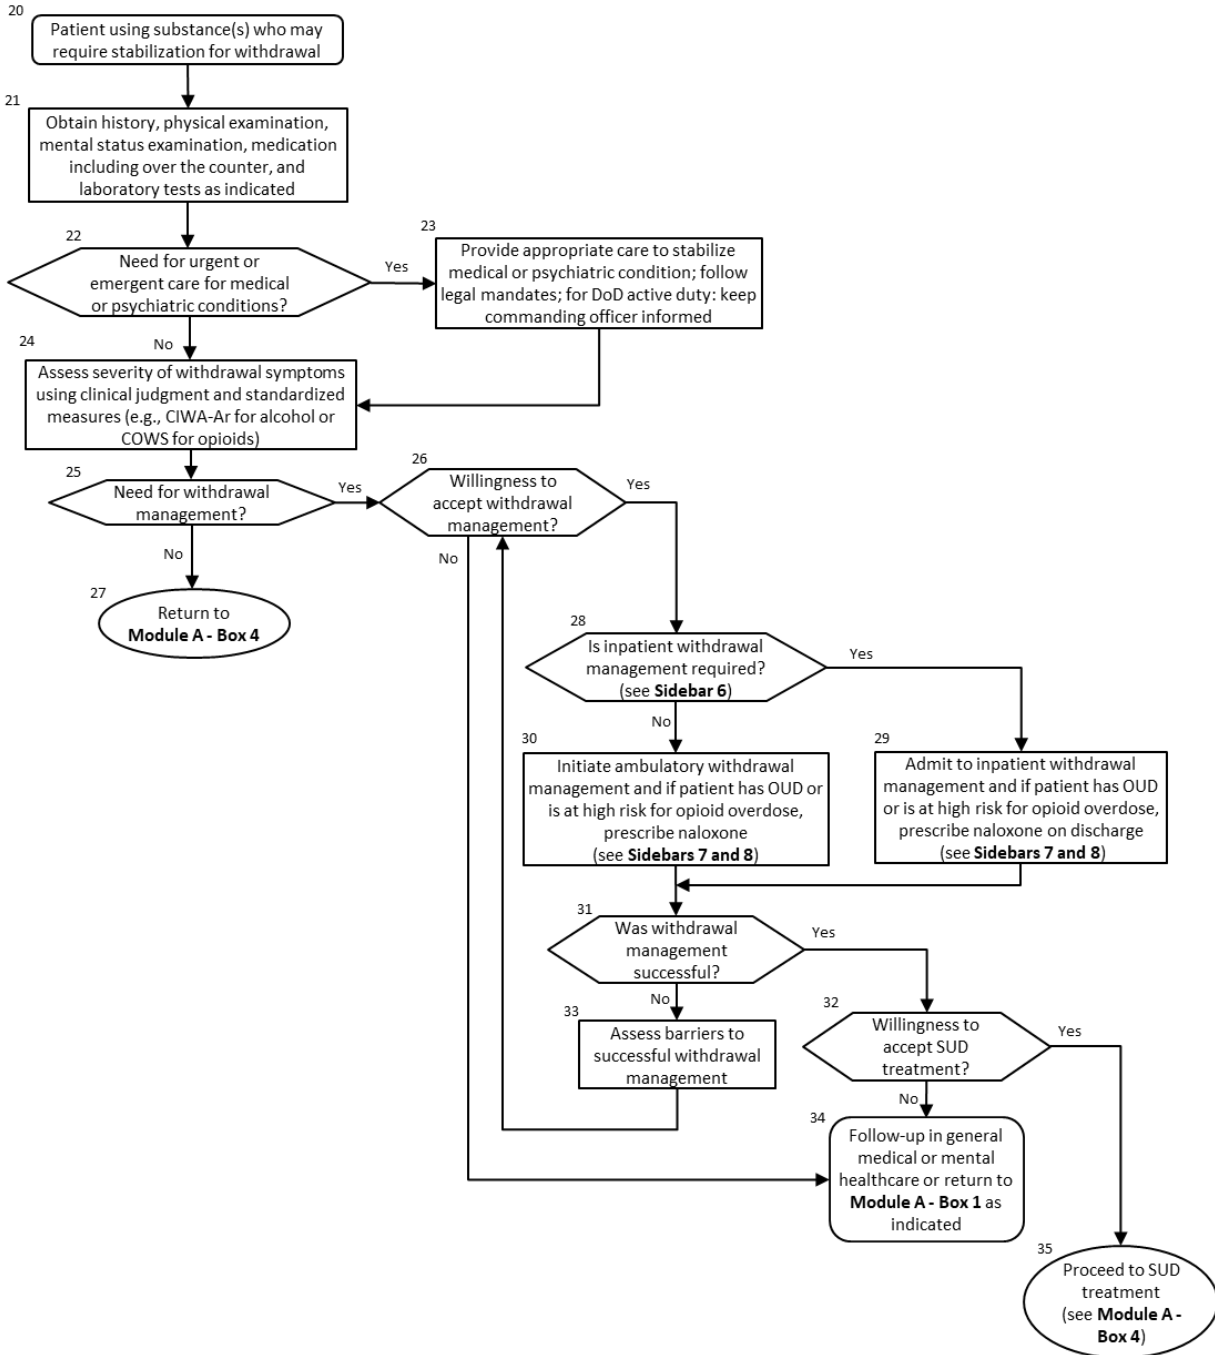 20
Patient using substance(s) who may
require stabilization for withdrawal
21
Obtain history, physical examination,
mental status examination, medication
including over the counter, and
laboratory tests as indicated
22
Need for urgent or
emergent care for medical
or psychiatric conditions?
Yes
23
Provide appropriate care to stabilize
medical or psychiatric condition; follow
legal mandates; for DoD active duty: keep
commanding officer informed
No
24
Assess severity of withdrawal symptoms
using clinical judgment and standardized
measures (e.g., CIWA-Ar for alcohol or
COWS for opioids)
25
Need for withdrawal
management?
Yes
26
Willingness to
accept withdrawal
management?
Yes
No
No
27
Return to
Module A - Box 4
28
Is inpatient withdrawal
management required?
(see Sidebar 6)
Yes
No
30
Initiate ambulatory withdrawal
management and if patient has OUD or
is at high risk for opioid overdose,
prescribe naloxone
(see Sidebars 7 and 8)
29
Admit to inpatient withdrawal
management and if patient has OUD
or is at high risk for opioid overdose,
prescribe naloxone on discharge
(see Sidebars 7 and 8)
31
Was withdrawal
management
successful?
Yes
No
33
Assess barriers to
successful withdrawal
management
32
Willingness to
accept SUD
treatment?
Yes
No
34
Follow-up in general
medical or mental
healthcare or return to
Module A - Box 1 as
indicated
35
Proceed to SUD
treatment
(see Module A -
Box 4)